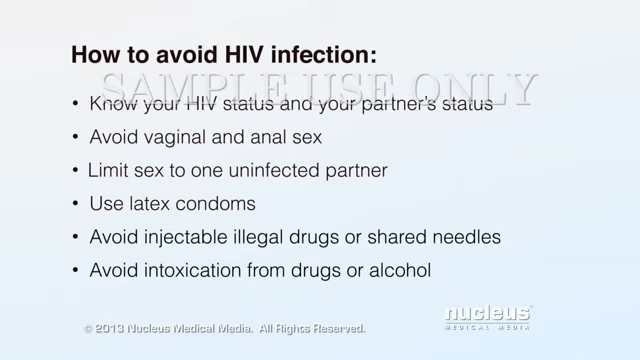 How to avoid HIV infection:
SAMPLE USE ONLY
• Know your HIV status and your partner's status
• Avoid vaginal and anal sex
• Limit sex to one uninfected partner
• Use latex condoms
• Avoid injectable illegal drugs or shared needles
• Avoid intoxication from drugs or alcohol
nucleus
MEDICAL MEDIA
© 2013 Nucleus Medical Media. All Rights Reserved.